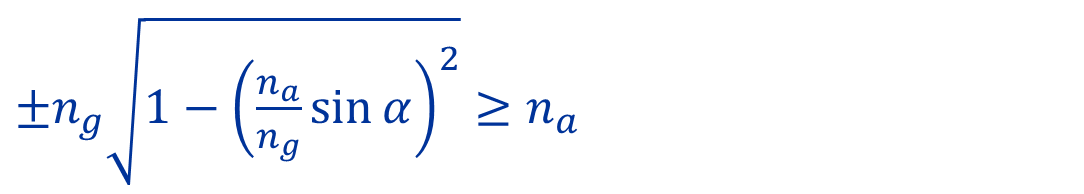 ±n_g √(1 − (n_a/n_g sin α)²) ≥ n_a